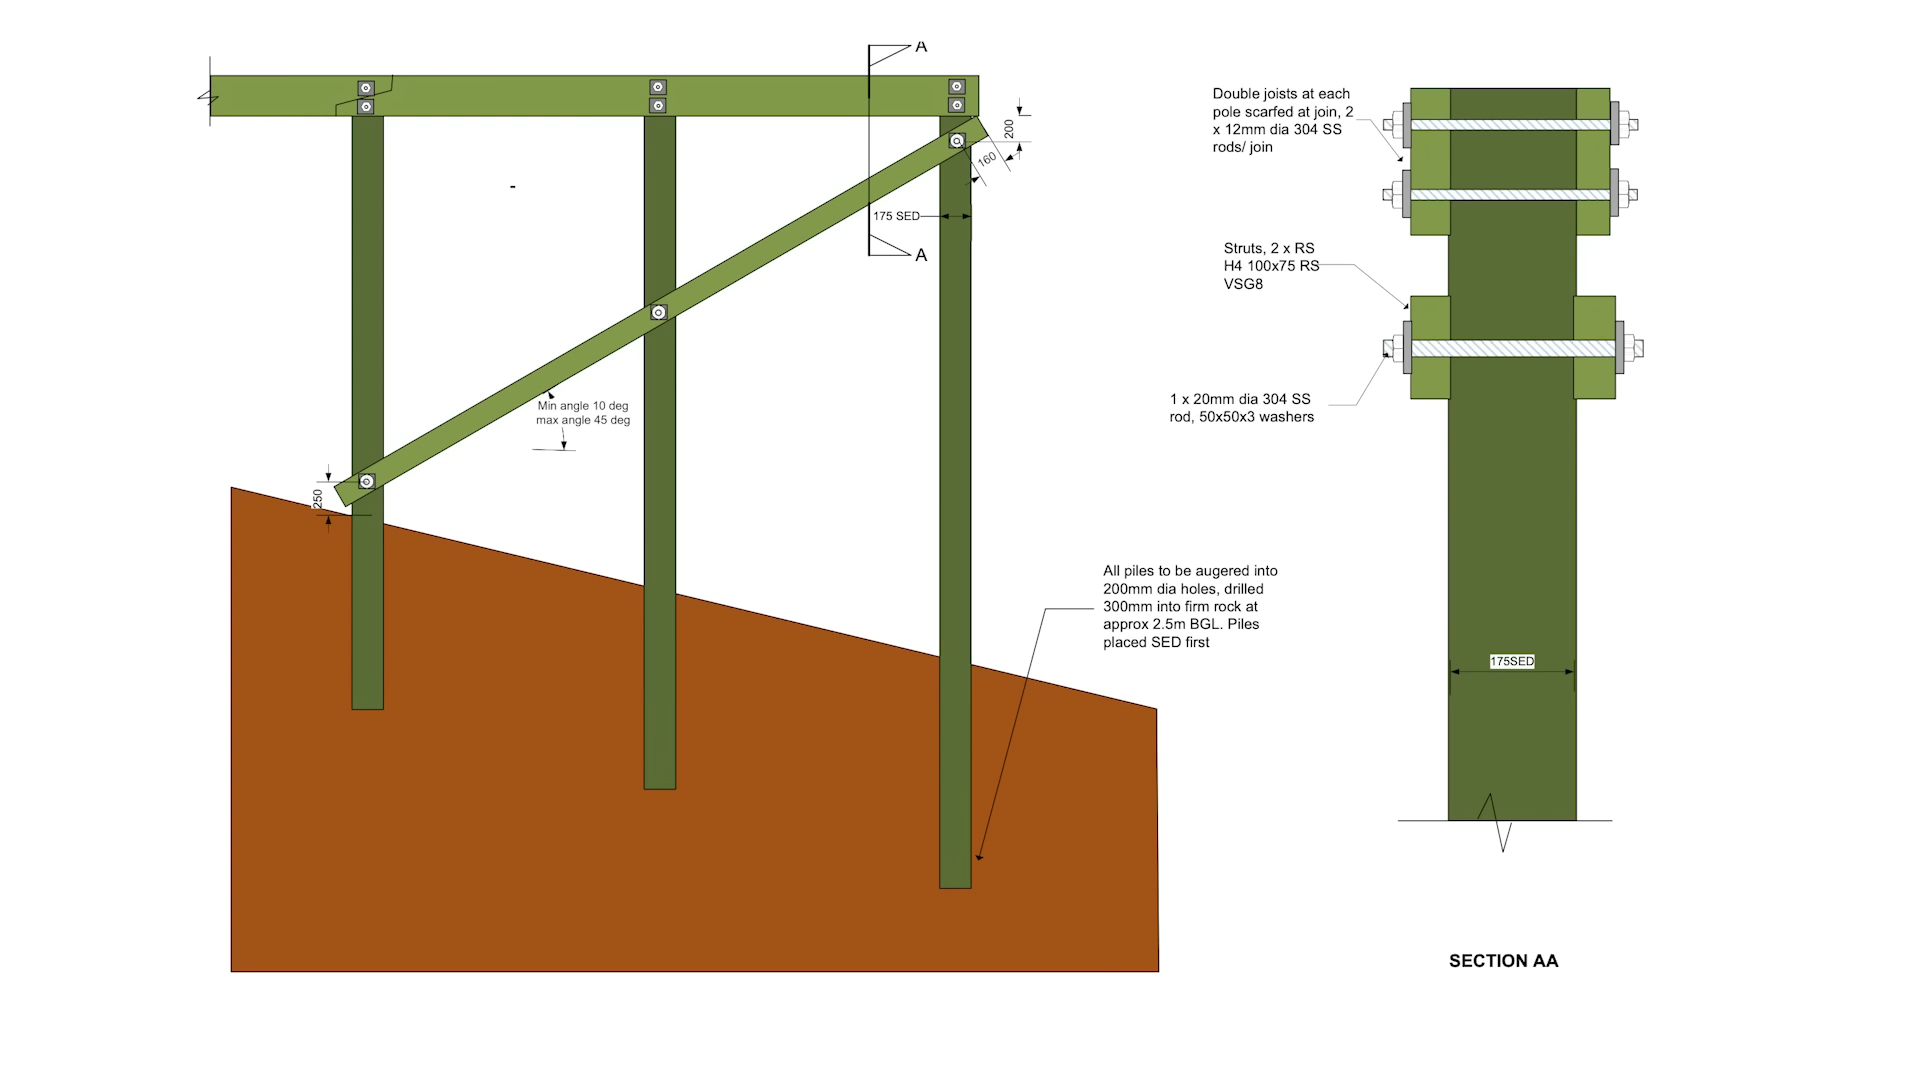 A
200
160
175 SED
A
Min angle 10 deg
max angle 45 deg
250
All piles to be augered into
200mm dia holes, drilled
300mm into firm rock at
approx 2.5m BGL. Piles
placed SED first
Double joists at each
pole scarfed at join, 2
x 12mm dia 304 SS
rods/ join
Struts, 2 x RS
H4 100x75 RS
VSG8
1 x 20mm dia 304 SS
rod, 50x50x3 washers
175SED
SECTION AA